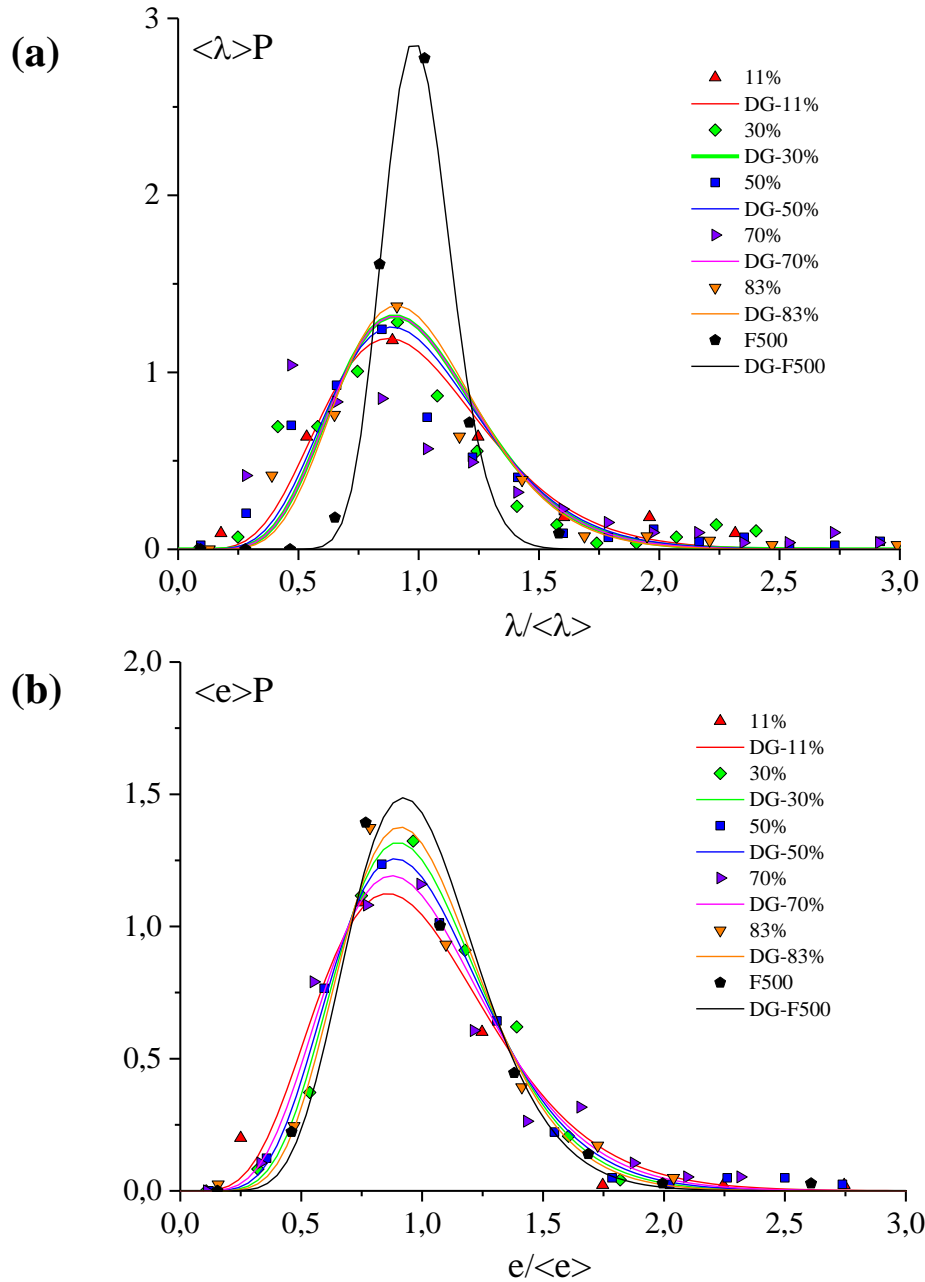 (a)
<λ>P
3
2
1
0
0,0 0,5 1,0 1,5 2,0 2,5 3,0
λ/<λ>
11%
DG-11%
30%
DG-30%
50%
DG-50%
70%
DG-70%
83%
DG-83%
F500
DG-F500
(b)
<e>P
2,0
1,5
1,0
0,5
0,0
0,0 0,5 1,0 1,5 2,0 2,5 3,0
e/<e>
11%
DG-11%
30%
DG-30%
50%
DG-50%
70%
DG-70%
83%
DG-83%
F500
DG-F500